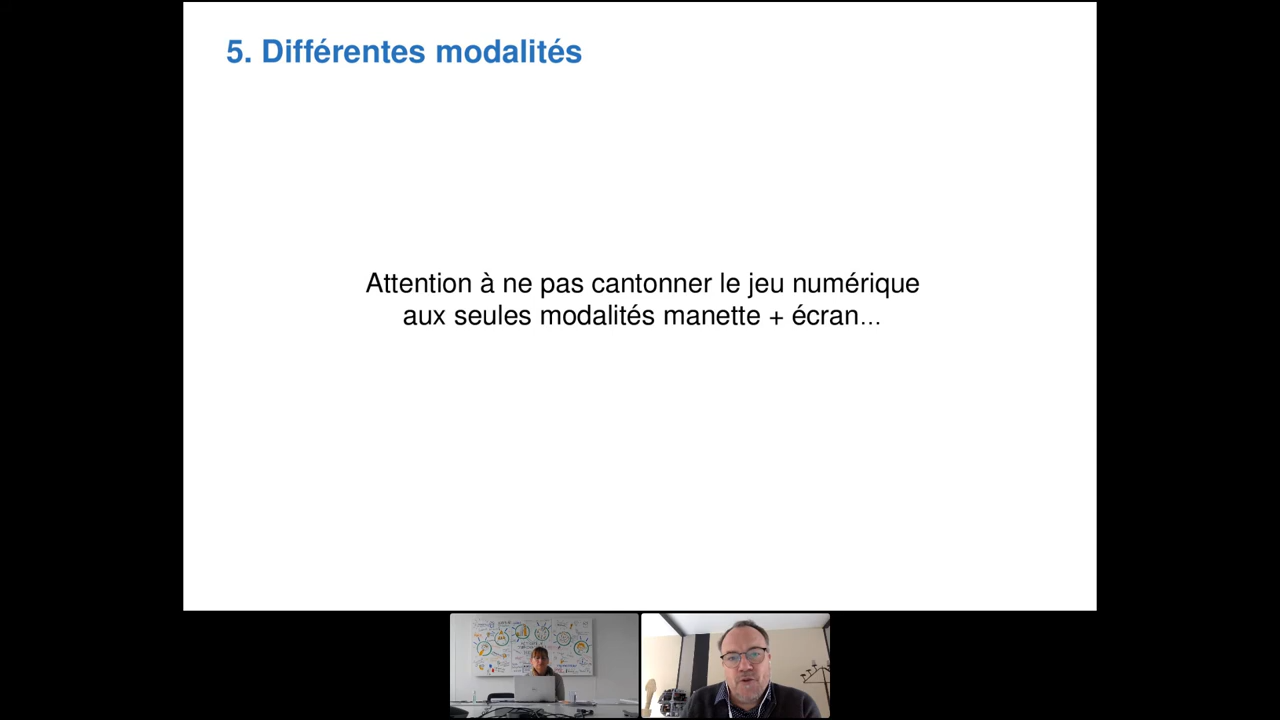 5. Différentes modalités
Attention à ne pas cantonner le jeu numérique
aux seules modalités manette + écran...